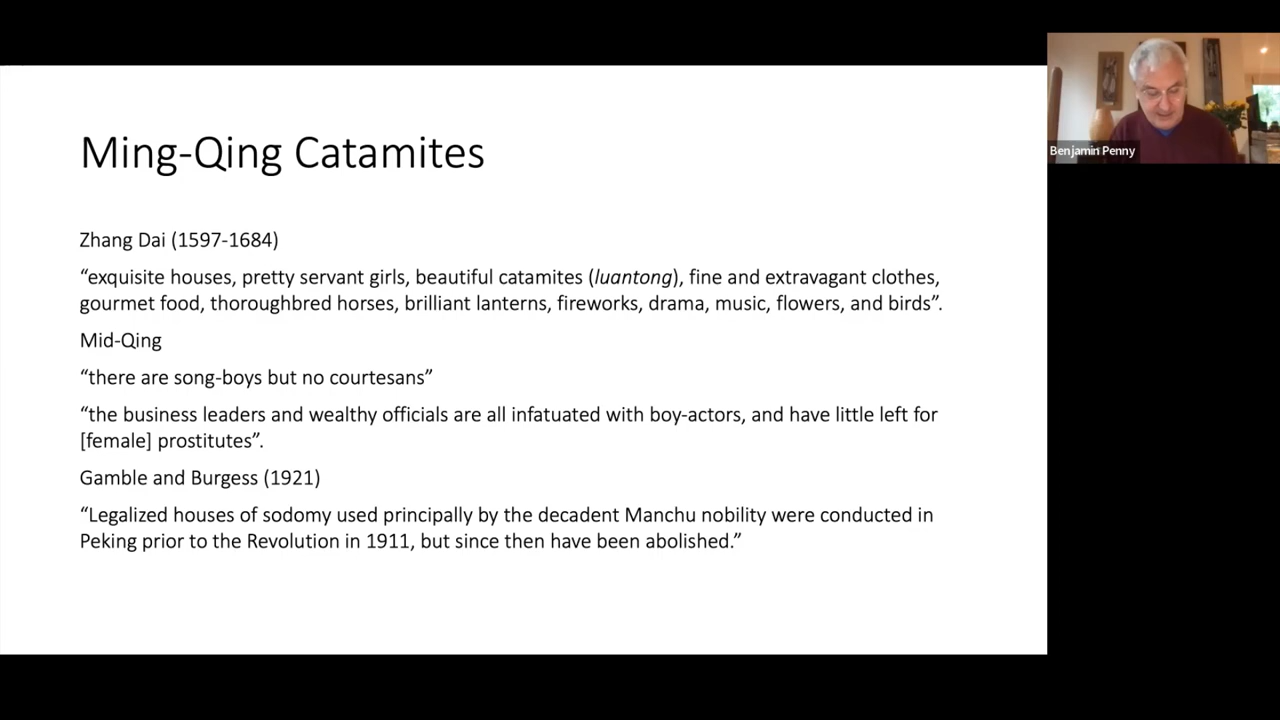 Ming-Qing Catamites
Zhang Dai (1597-1684)
“exquisite houses, pretty servant girls, beautiful catamites (luantong), fine and extravagant clothes,
gourmet food, thoroughbred horses, brilliant lanterns, fireworks, drama, music, flowers, and birds”.
Mid-Qing
“there are song-boys but no courtesans”
“the business leaders and wealthy officials are all infatuated with boy-actors, and have little left for
[female] prostitutes”.
Gamble and Burgess (1921)
“Legalized houses of sodomy used principally by the decadent Manchu nobility were conducted in
Peking prior to the Revolution in 1911, but since then have been abolished.”
Benjamin Penny